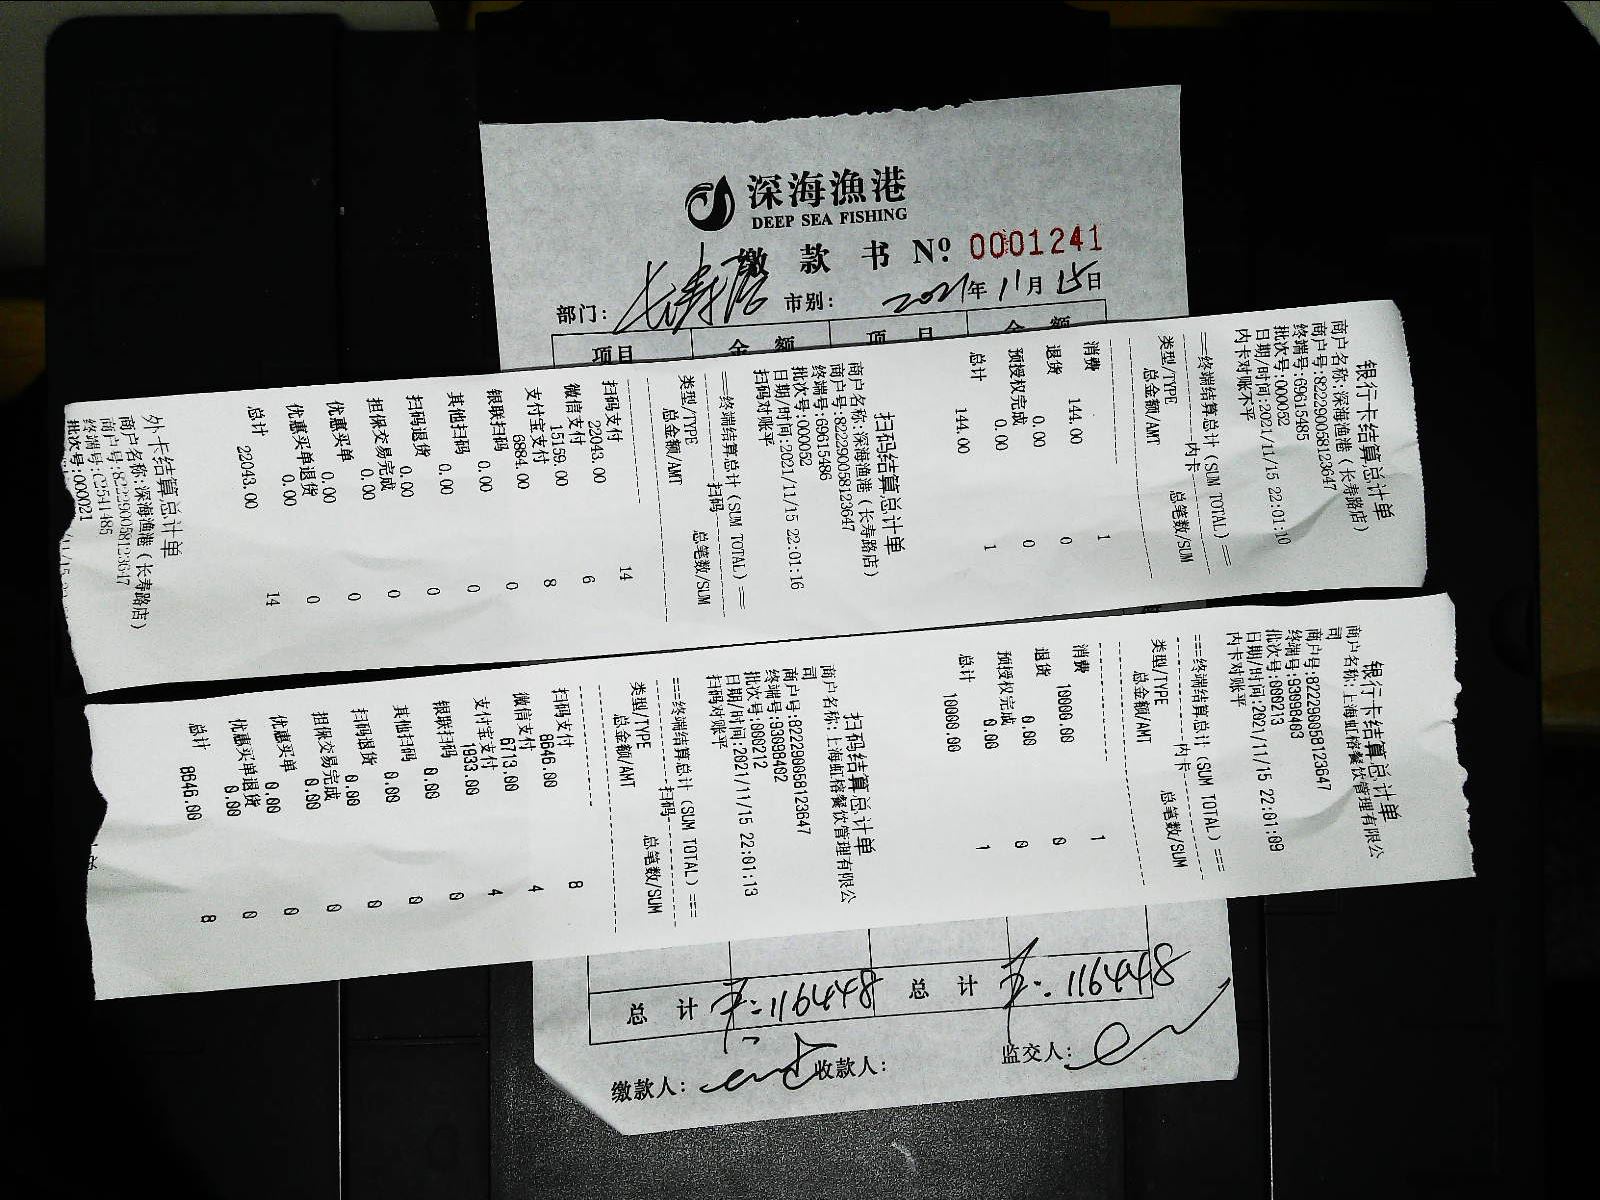 深海漁港
DEEP SEA FISHING
缴款书 Nº 0001241
部门: 长寿店 市别: 2021年11月15日
项目 金额 项目 金额
银行卡结算总计单
商户名称:深海漁港(长寿路店)
商户号:822290058123647
终端号:69615485
批次号:000032
日期/时间:2021/11/15 22:01:10
内卡对账不平
==终端结算总计(SUM TOTAL)==
内卡
类型/TYPE 总笔数/SUM
总金额/AMT
消费 1
144.00
退货 0
0.00
预授权完成 0
0.00
总计 1
144.00
扫码结算总计单
商户名称:深海漁港(长寿路店)
商户号:822290058123647
终端号:69615486
批次号:000052
日期/时间:2021/11/15 22:01:16
扫码对账平
==终端结算总计(SUM TOTAL)==
扫码
类型/TYPE 总笔数/SUM
总金额/AMT
扫码支付 14
22043.00
微信支付 6
15159.00
支付宝支付 8
6884.00
银联扫码 0
0.00
其他扫码 0
0.00
扫码退货 0
0.00
担保交易完成 0
0.00
优惠买单 0
0.00
优惠买单退货 0
0.00
总计 14
22043.00
外卡结算总计单
商户名称:深海漁港(长寿路店)
商户号:822290058123647
终端号:C2541485
批次号:000021
银行卡结算总计单
商户名称:上海虹榕餐饮管理有限公
司
商户号:822290058123647
终端号:93098403
批次号:000213
日期/时间:2021/11/15 22:01:09
内卡对账平
===终端结算总计(SUM TOTAL)===
内卡
类型/TYPE 总笔数/SUM
总金额/AMT
消费 1
10000.00
退货 0
0.00
预授权完成 0
0.00
总计 1
10000.00
扫码结算总计单
商户名称:上海虹榕餐饮管理有限公
司
商户号:822290058123647
终端号:93098402
批次号:000212
日期/时间:2021/11/15 22:01:13
扫码对账平
===终端结算总计(SUM TOTAL)===
扫码
类型/TYPE 总笔数/SUM
总金额/AMT
扫码支付 8
8646.00
微信支付 4
6713.00
支付宝支付 4
1933.00
银联扫码 0
0.00
其他扫码 0
0.00
扫码退货 0
0.00
担保交易完成 0
0.00
优惠买单 0
0.00
优惠买单退货 0
0.00
总计 8
8646.00
总计 总计
缴款人: 收款人: 监交人: